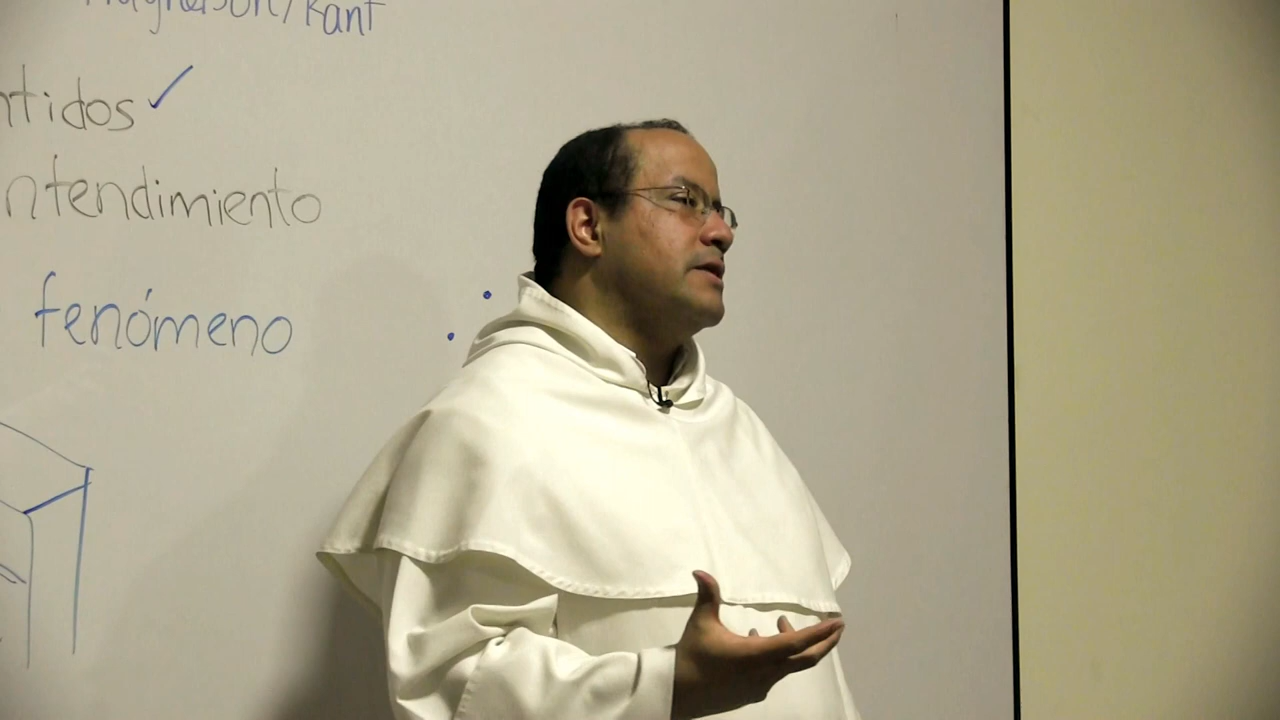 /Kant
ntidos ✓
ntendimiento
fenómeno